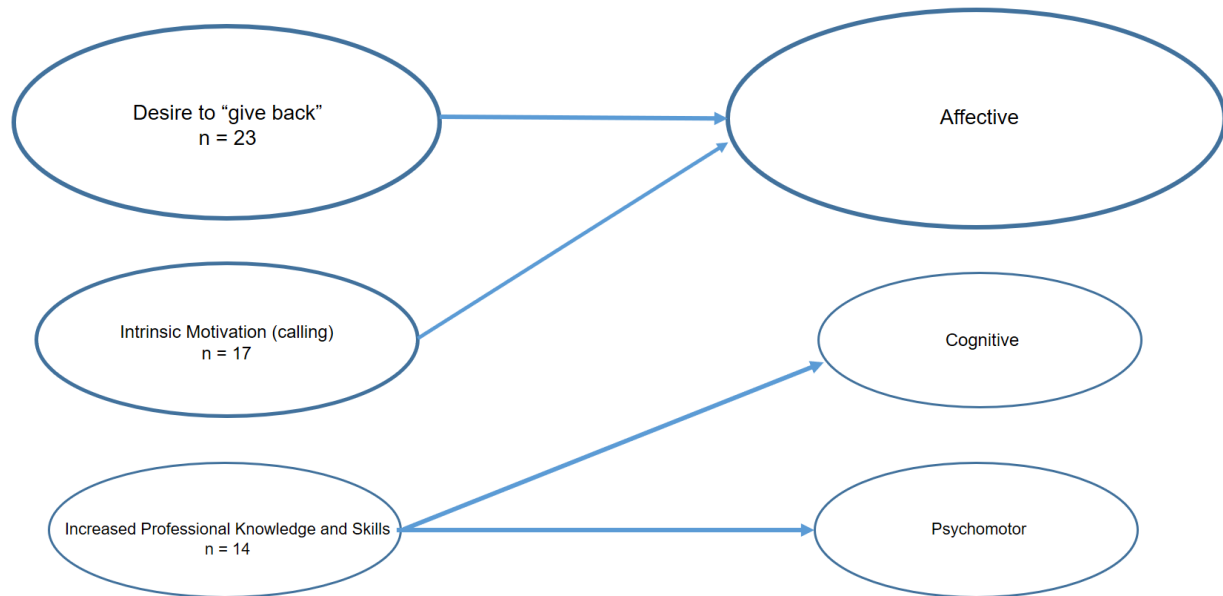 Desire to “give back”
n = 23
Affective
Intrinsic Motivation (calling)
n = 17
Cognitive
Increased Professional Knowledge and Skills
n = 14
Psychomotor